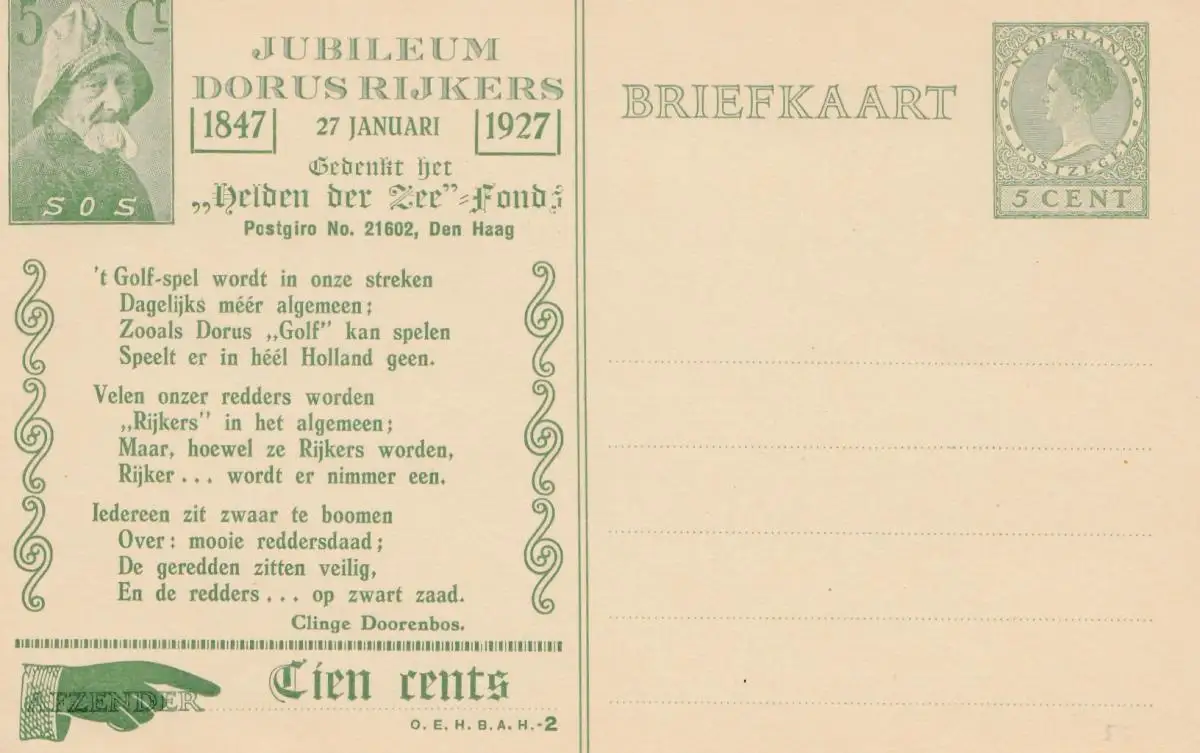 5 Ct
SOS
JUBILEUM
DORUS RIJKERS
1847 27 JANUARI 1927
Gedenkt het
„Helden der Zee”=Fonds
Postgiro No. 21602, Den Haag
't Golf-spel wordt in onze streken
Dagelijks méér algemeen;
Zooals Dorus „Golf” kan spelen
Speelt er in héél Holland geen.
Velen onzer redders worden
„Rijkers” in het algemeen;
Maar, hoewel ze Rijkers worden,
Rijker... wordt er nimmer een.
Iedereen zit zwaar te boomen
Over: mooie reddersdaad;
De geredden zitten veilig,
En de redders... op zwart zaad.
Clinge Doorenbos.
AFZENDER
Tien cents
O. E. H. B. A. H.-2
BRIEFKAART
NEDERLAND
POSTZEGEL
5 CENT